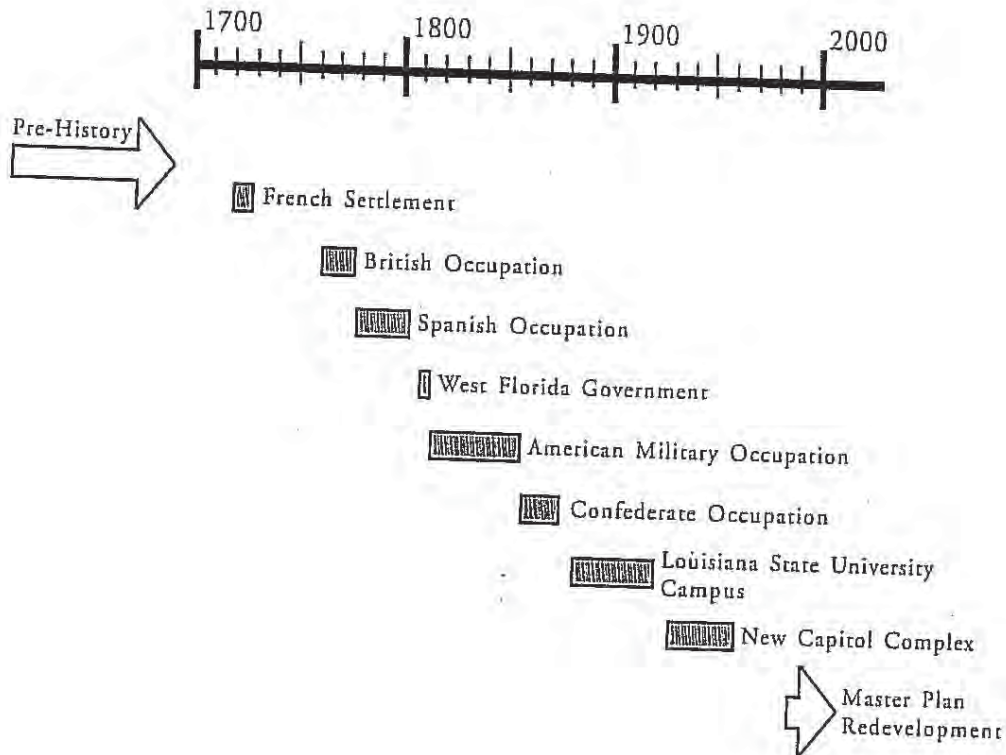 1700
1800
1900
2000
Pre-History
French Settlement
British Occupation
Spanish Occupation
West Florida Government
American Military Occupation
Confederate Occupation
Louisiana State University
Campus
New Capitol Complex
Master Plan
Redevelopment